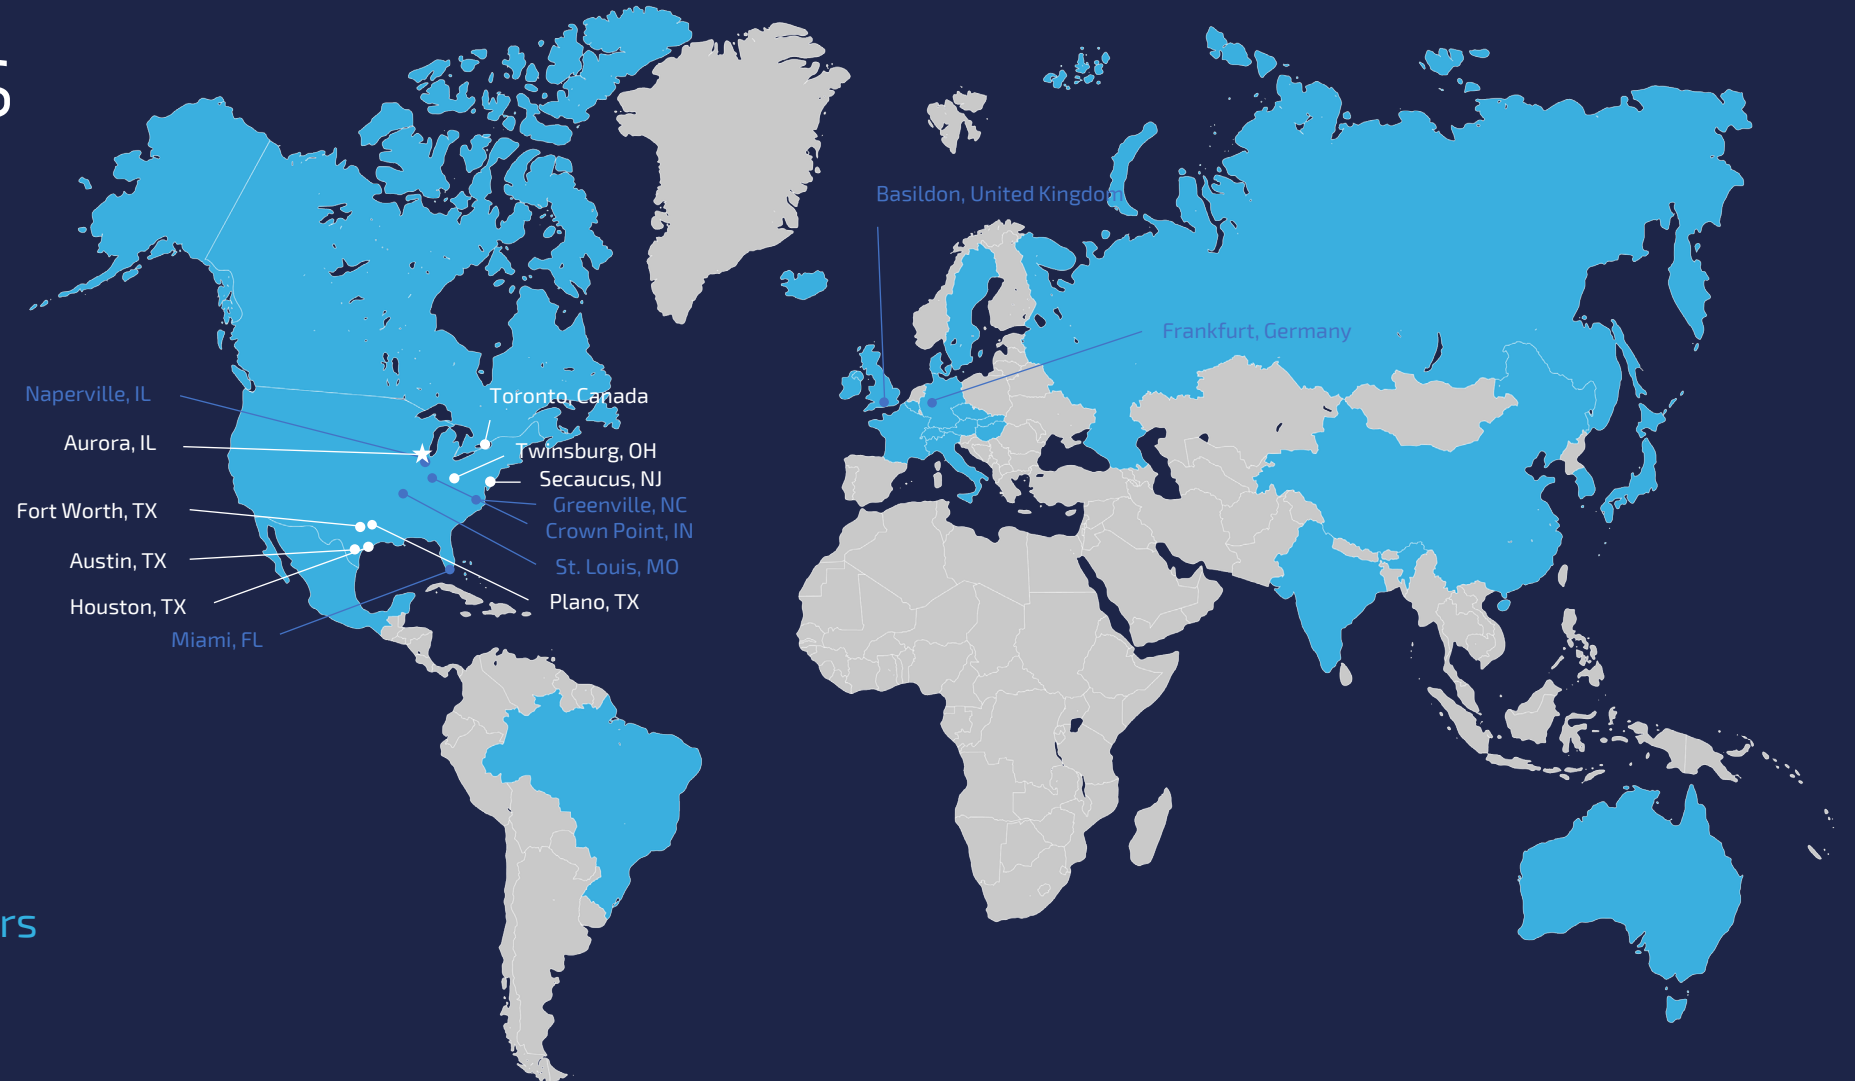 S
Basildon, United Kingdom
Frankfurt, Germany
Naperville, IL
Toronto, Canada
Aurora, IL
Twinsburg, OH
Secaucus, NJ
Greenville, NC
Fort Worth, TX
Crown Point, IN
Austin, TX
St. Louis, MO
Plano, TX
Houston, TX
Miami, FL
rs